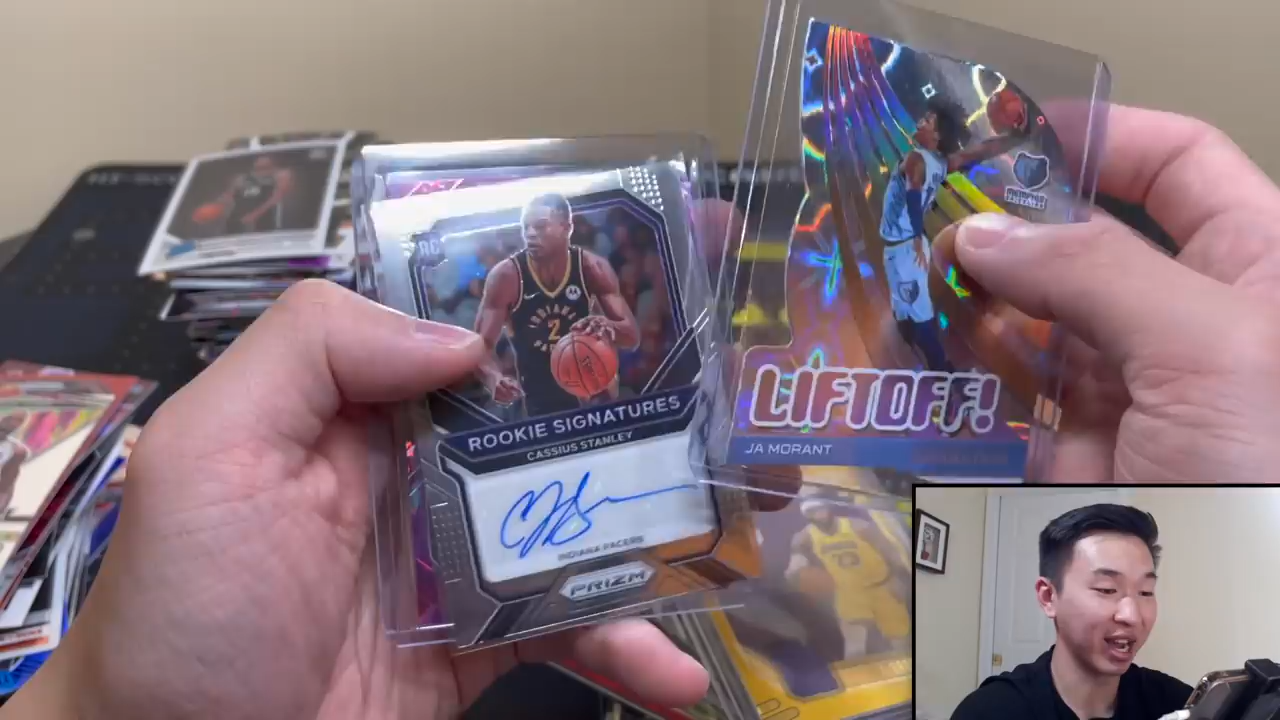 RC
INDIANA
2
ROOKIE SIGNATURES
CASSIUS STANLEY
INDIANA PACERS
PRIZM
LIFTOFF!
JA MORANT